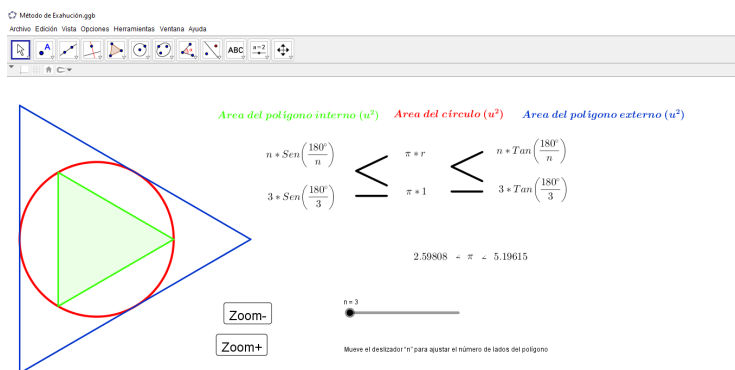 Método de Exahución.ggb
Archivo Edición Vista Opciones Herramientas Ventana Ayuda
A ABC a=2
Area del polígono interno (u²) Area del círculo (u²) Area del polígono externo (u²)
n ∗ Sen(180°/n) < π ∗ r < n ∗ Tan(180°/n)
3 ∗ Sen(180°/3) π ∗ 1 3 ∗ Tan(180°/3)
2.59808 < π < 5.19615
n = 3
Zoom-
Zoom+
Mueve el deslizador "n" para ajustar el número de lados del polígono